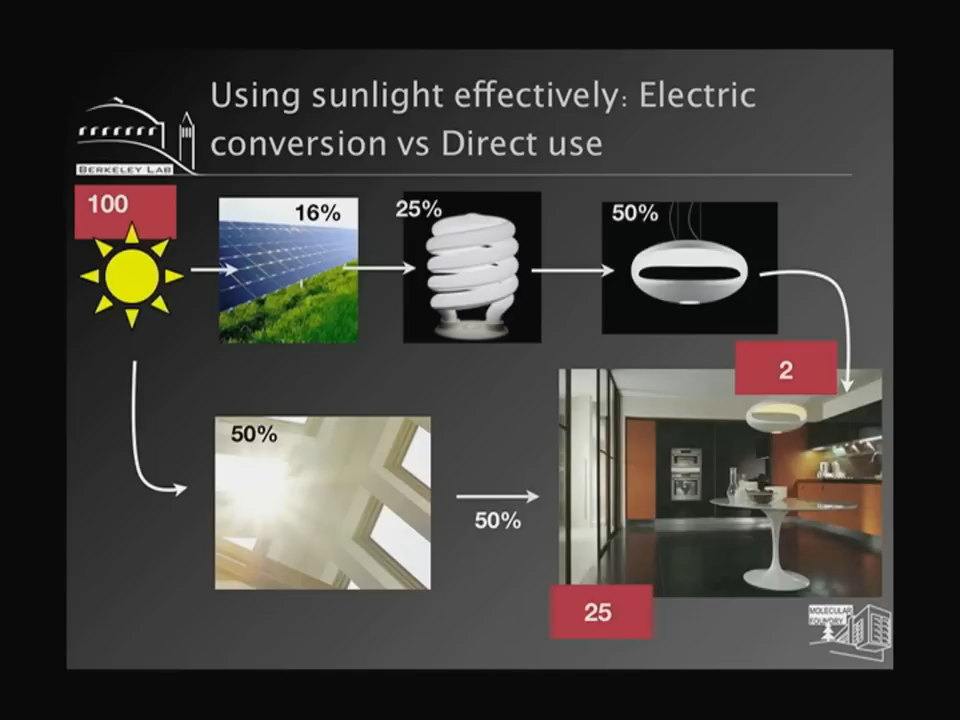 Using sunlight effectively: Electric
conversion vs Direct use
BERKELEY LAB
100
16%
25%
50%
2
50%
50%
25
MOLECULAR
FOUNDRY